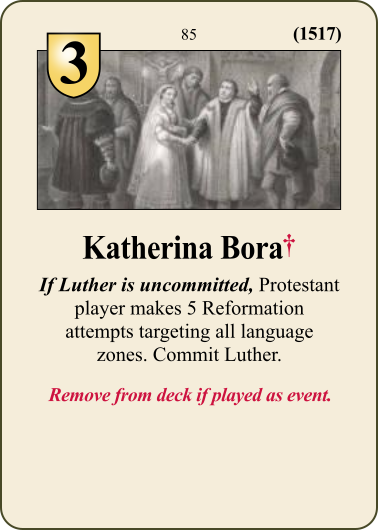 3
85
(1517)
Katherina Bora†
If Luther is uncommitted, Protestant
player makes 5 Reformation
attempts targeting all language
zones. Commit Luther.
Remove from deck if played as event.